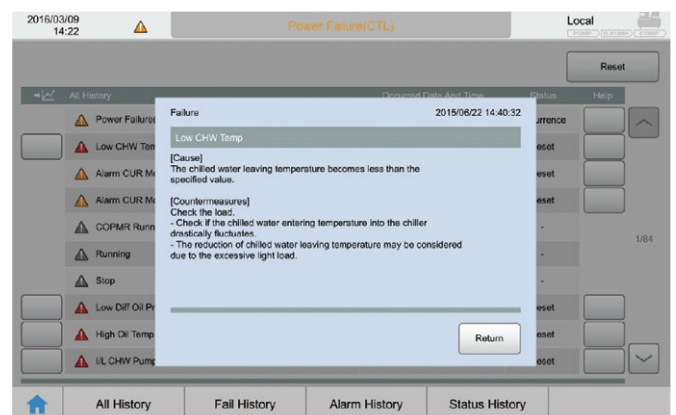 2016/03/09
14:22
Power Failure(CTL)
Local
Reset
All History
Occurred Date And Time
Status
Help
Power Failure
Low CHW Tem
Alarm CUR Mo
Alarm CUR Mo
COPMR Runn
Running
Stop
Low Diff Oil Pr
High Oil Temp
I/L CHW Pump
urrence
eset
eset
eset
-
-
-
eset
eset
eset
1/84
Failure
2015/06/22 14:40:32
Low CHW Temp
[Cause]
The chilled water leaving temperature becomes less than the
specified value.
[Countermeasures]
Check the load.
- Check if the chilled water entering temperature into the chiller
drastically fluctuates.
- The reduction of chilled water leaving temperature may be considered
due to the excessive light load.
Return
All History
Fail History
Alarm History
Status History